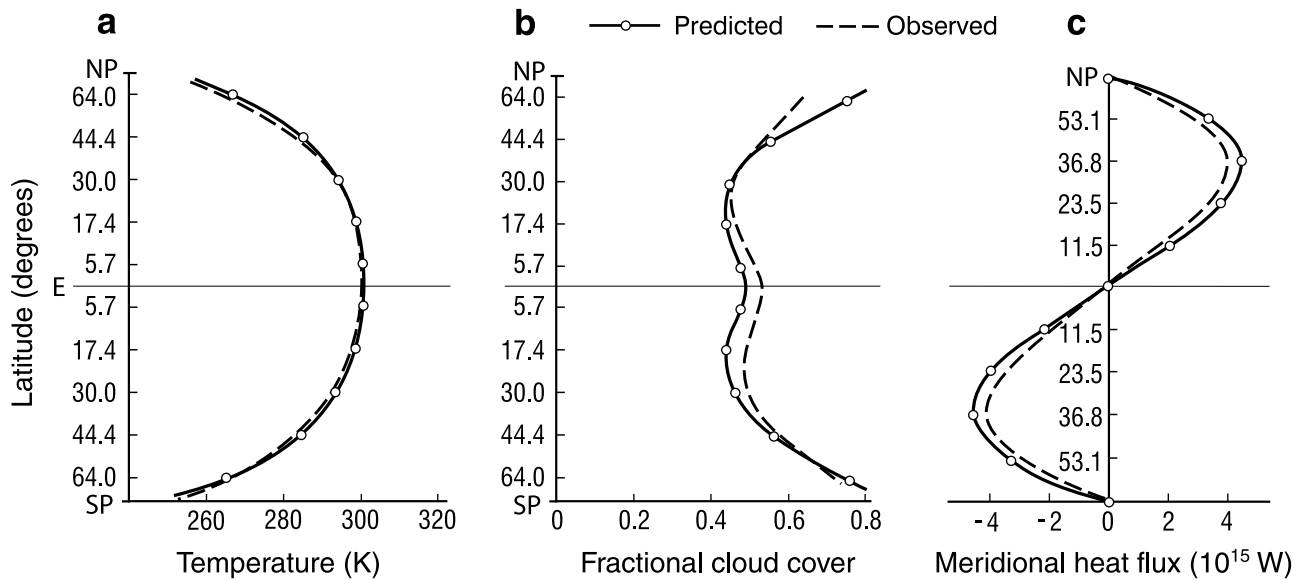 a
b
Predicted
Observed
c
Latitude (degrees)
NP
64.0
44.4
30.0
17.4
5.7
E
5.7
17.4
30.0
44.4
64.0
SP
260 280 300 320
Temperature (K)
NP
64.0
44.4
30.0
17.4
5.7
5.7
17.4
30.0
44.4
64.0
SP
0 0.2 0.4 0.6 0.8
Fractional cloud cover
NP
53.1
36.8
23.5
11.5
11.5
23.5
36.8
53.1
-4 -2 0 2 4
Meridional heat flux (10¹⁵ W)